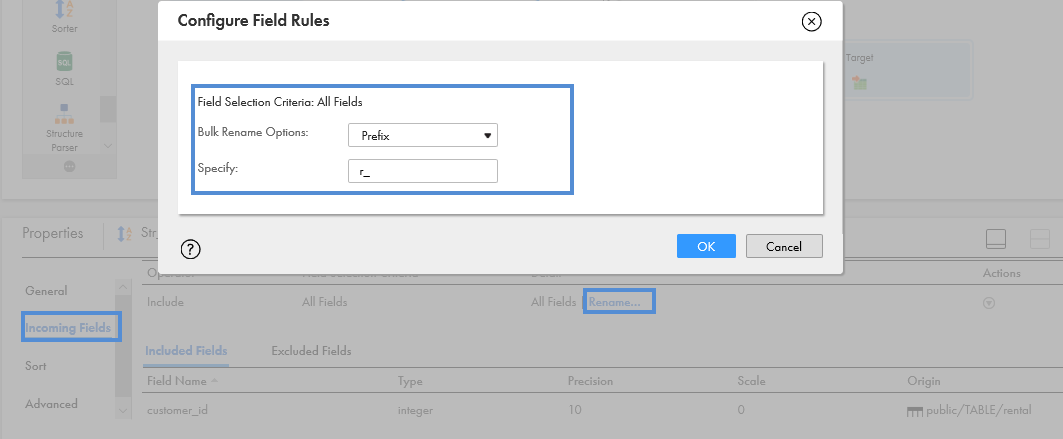 Configure Field Rules
Sorter
SQL
SQL
Structure
Parser
Target
Field Selection Criteria: All Fields
Bulk Rename Options:
Prefix
Specify:
r_
OK
Cancel
Properties
?
Actions
General
Include
All Fields
All Fields
Rename...
Incoming Fields
Included Fields
Excluded Fields
Sort
Field Name
Type
Precision
Scale
Origin
Advanced
customer_id
integer
10
0
public/TABLE/rental